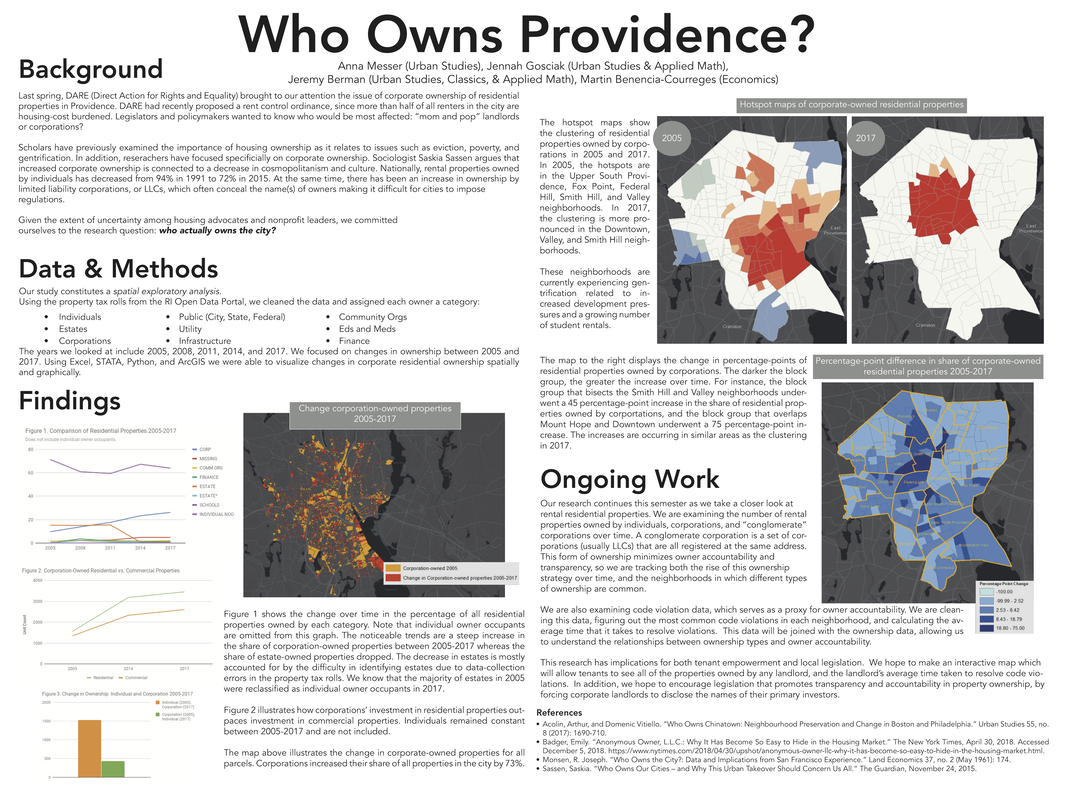 Who Owns Providence?
Anna Messer (Urban Studies), Jennah Gosciak (Urban Studies & Applied Math),
Jeremy Berman (Urban Studies, Classics, & Applied Math), Martin Benencia-Courreges (Economics)
Background
Last spring, DARE (Direct Action for Rights and Equality) brought to our attention the issue of corporate ownership of residential
properties in Providence. DARE had recently proposed a rent control ordinance, since more than half of all renters in the city are
housing-cost burdened. Legislators and policymakers wanted to know who would be most affected: "mom and pop" landlords
or corporations?
Scholars have previously examined the importance of housing ownership as it relates to issues such as eviction, poverty, and
gentrification. In addition, reserachers have focused specificially on corporate ownership. Sociologist Saskia Sassen argues that
increased corporate ownership is connected to a decrease in cosmopolitanism and culture. Nationally, rental properties owned
by individuals has decreased from 94% in 1991 to 72% in 2015. At the same time, there has been an increase in ownership by
limited liability corporations, or LLCs, which often conceal the name(s) of owners making it difficult for cities to impose
regulations.
Given the extent of uncertainty among housing advocates and nonprofit leaders, we committed
ourselves to the research question: who actually owns the city?
Data & Methods
Our study constitutes a spatial exploratory analysis.
Using the property tax rolls from the RI Open Data Portal, we cleaned the data and assigned each owner a category:
• Individuals • Public (City, State, Federal) • Community Orgs
• Estates • Utility • Eds and Meds
• Corporations • Infrastructure • Finance
The years we looked at include 2005, 2008, 2011, 2014, and 2017. We focused on changes in ownership between 2005 and
2017. Using Excel, STATA, Python, and ArcGIS we were able to visualize changes in corporate residential ownership spatially
and graphically.
Findings
Figure 1. Comparison of Residential Properties 2005-2017
Does not include individual owner occupants.
80
60
40
20
0
2005 2008 2011 2014 2017
CORP
MISSING
COMM ORG
FINANCE
ESTATE
ESTATE*
SCHOOLS
INDIVIDUAL NOO
Figure 2. Corporation-Owned Residential vs. Commercial Properties
Unit Count
4000
3000
2000
1000
0
2005 2014 2017
Residential Commercial
Figure 3. Change in Ownership: Individual and Corporation 2005-2017
2000
1500
1000
500
0
Individual (2005),
Corporation (2017)
Corporation (2005),
Individual (2017)
Change corporation-owned properties
2005-2017
Corporation-owned 2005
Change in Corporation-owned properties 2005-2017
Figure 1 shows the change over time in the percentage of all residential
properties owned by each category. Note that individual owner occupants
are omitted from this graph. The noticeable trends are a steep increase in
the share of corporation-owned properties between 2005-2017 whereas the
share of estate-owned properties dropped. The decrease in estates is mostly
accounted for by the difficulty in identifying estates due to data-collection
errors in the property tax rolls. We know that the majority of estates in 2005
were reclassified as individual owner occupants in 2017.
Figure 2 illustrates how corporations' investment in residential properties out-
paces investment in commercial properties. Individuals remained constant
between 2005-2017 and are not included.
The map above illustrates the change in corporate-owned properties for all
parcels. Corporations increased their share of all properties in the city by 73%.
Hotspot maps of corporate-owned residential properties
The hotspot maps show
the clustering of residential
properties owned by corpo-
rations in 2005 and 2017.
In 2005, the hotspots are
in the Upper South Provi-
dence, Fox Point, Federal
Hill, Smith Hill, and Valley
neighborhoods. In 2017,
the clustering is more pro-
nounced in the Downtown,
Valley, and Smith Hill neigh-
borhoods.
These neighborhoods are
currently experiencing gen-
trification related to in-
creased development pres-
sures and a growing number
of student rentals.
2005
East
Providence
Cranston
2017
East
Providence
Cranston
The map to the right displays the change in percentage-points of
residential properties owned by corporations. The darker the block
group, the greater the increase over time. For instance, the block
group that bisects the Smith Hill and Valley neighborhoods under-
went a 45 percentage-point increase in the share of residential prop-
erties owned by corportations, and the block group that overlaps
Mount Hope and Downtown underwent a 75 percentage-point in-
crease. The increases are occurring in similar areas as the clustering
in 2017.
Percentage-point difference in share of corporate-owned
residential properties 2005-2017
Percentage Point Change
-100.00
-99.99 - 2.52
2.53 - 8.42
8.43 - 18.79
18.80 - 75.00
Ongoing Work
Our research continues this semester as we take a closer look at
rental residential properties. We are examining the number of rental
properties owned by individuals, corporations, and "conglomerate"
corporations over time. A conglomerate corporation is a set of cor-
porations (usually LLCs) that are all registered at the same address.
This form of ownership minimizes owner accountability and
transparency, so we are tracking both the rise of this ownership
strategy over time, and the neighborhoods in which different types
of ownership are common.
We are also examining code violation data, which serves as a proxy for owner accountability. We are clean-
ing this data, figuring out the most common code violations in each neighborhood, and calculating the av-
erage time that it takes to resolve violations. This data will be joined with the ownership data, allowing us
to understand the relationships between ownership types and owner accountability.
This research has implications for both tenant empowerment and local legislation. We hope to make an interactive map which
will allow tenants to see all of the properties owned by any landlord, and the landlord's average time taken to resolve code vio-
lations. In addition, we hope to encourage legislation that promotes transparency and accountability in property ownership, by
forcing corporate landlords to disclose the names of their primary investors.
References
• Acolin, Arthur, and Domenic Vitiello. "Who Owns Chinatown: Neighbourhood Preservation and Change in Boston and Philadelphia." Urban Studies 55, no.
8 (2017): 1690-710.
• Badger, Emily. "Anonymous Owner, L.L.C.: Why It Has Become So Easy to Hide in the Housing Market." The New York Times, April 30, 2018. Accessed
December 5, 2018. https://www.nytimes.com/2018/04/30/upshot/anonymous-owner-llc-why-it-has-become-so-easy-to-hide-in-the-housing-market.html.
• Monsen, R. Joseph. "Who Owns the City?: Data and Implications from San Francisco Experience." Land Economics 37, no. 2 (May 1961): 174.
• Sassen, Saskia. "Who Owns Our Cities – and Why This Urban Takeover Should Concern Us All." The Guardian, November 24, 2015.